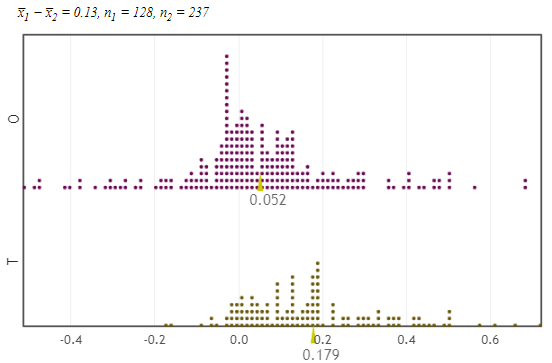 x̅₁ − x̅₂ = 0.13, n₁ = 128, n₂ = 237
O
0.052
T
-0.4 -0.2 0.0 0.2 0.4 0.6
0.179